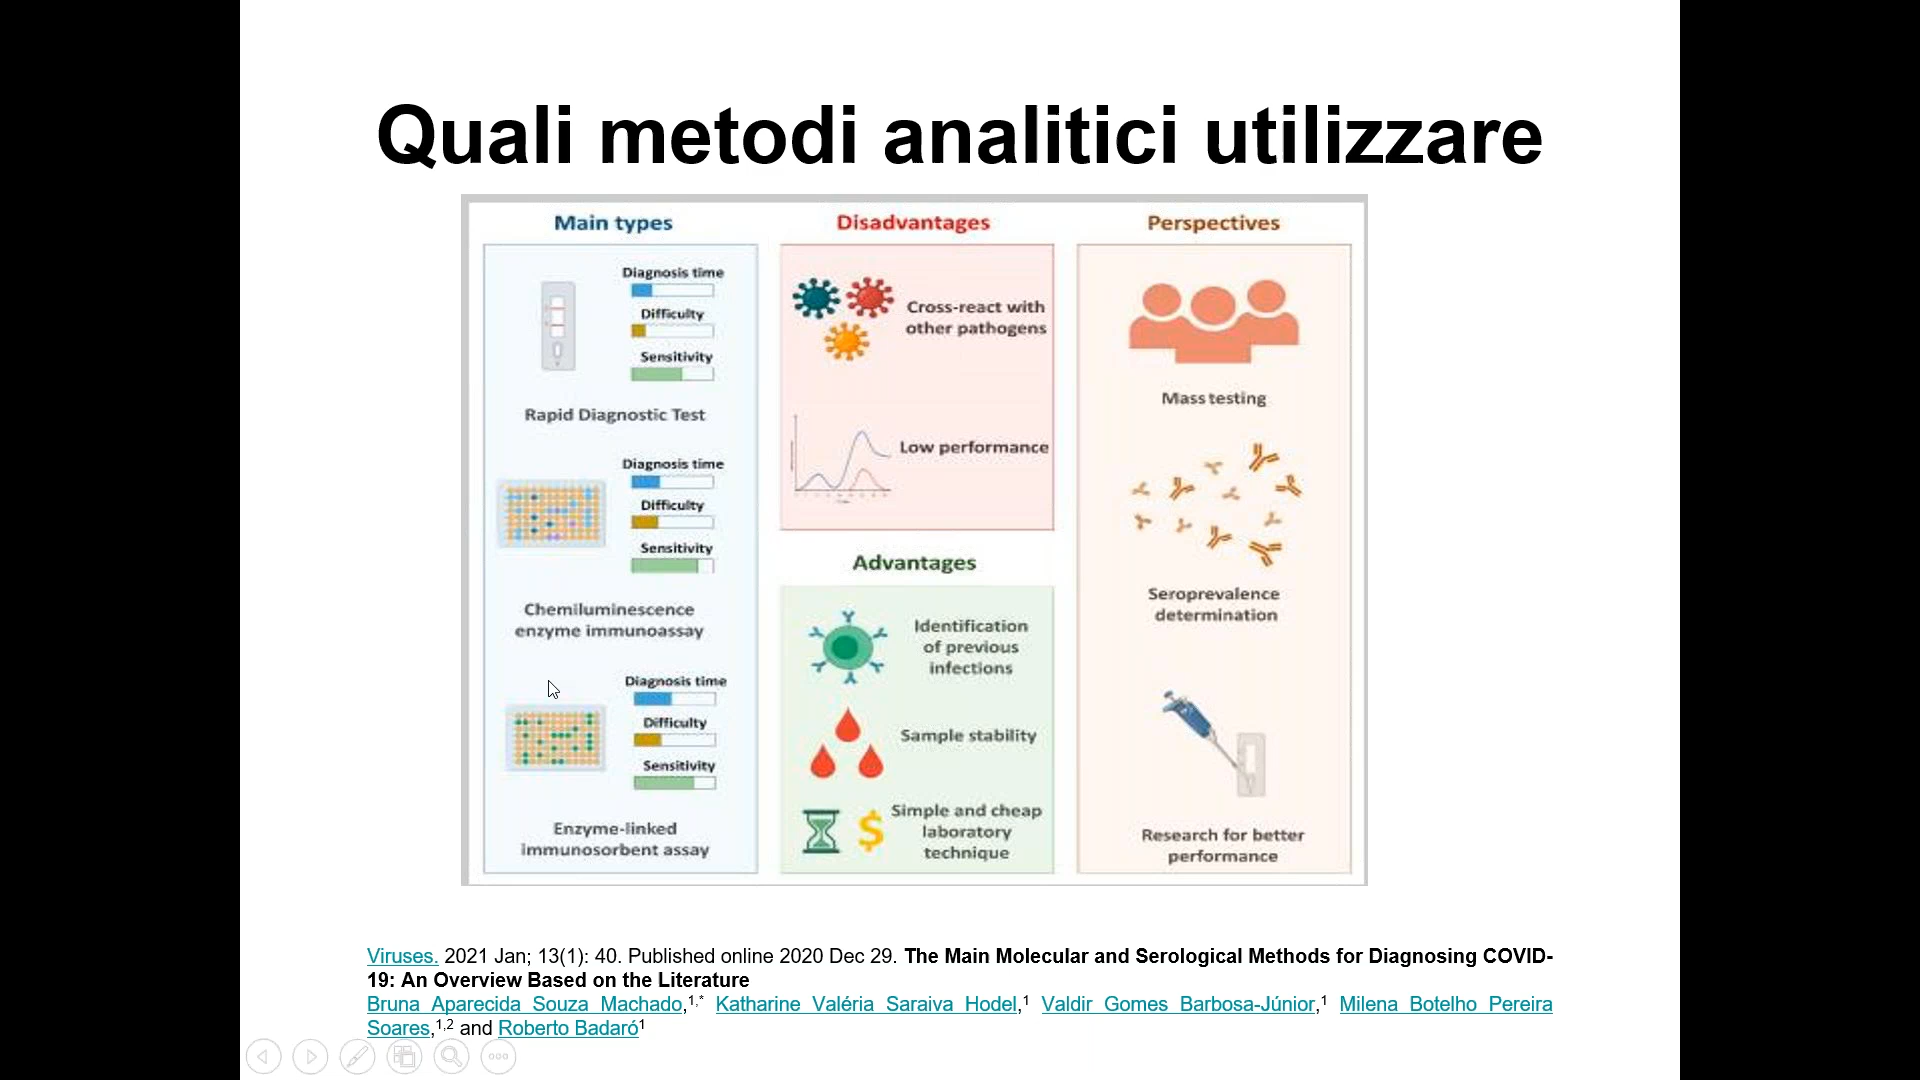 Quali metodi analitici utilizzare
Main types
Diagnosis time
Difficulty
Sensitivity
Rapid Diagnostic Test
Diagnosis time
Difficulty
Sensitivity
Chemiluminescence
enzyme immunoassay
Diagnosis time
Difficulty
Sensitivity
Enzyme-linked
immunosorbent assay
Disadvantages
Cross-react with
other pathogens
Low performance
Advantages
Identification
of previous
infections
Sample stability
Simple and cheap
laboratory
technique
Perspectives
Mass testing
Seroprevalence
determination
Research for better
performance
Viruses. 2021 Jan; 13(1): 40. Published online 2020 Dec 29. The Main Molecular and Serological Methods for Diagnosing COVID-
19: An Overview Based on the Literature
Bruna Aparecida Souza Machado,1,* Katharine Valéria Saraiva Hodel,1 Valdir Gomes Barbosa-Júnior,1 Milena Botelho Pereira
Soares,1,2 and Roberto Badaró1